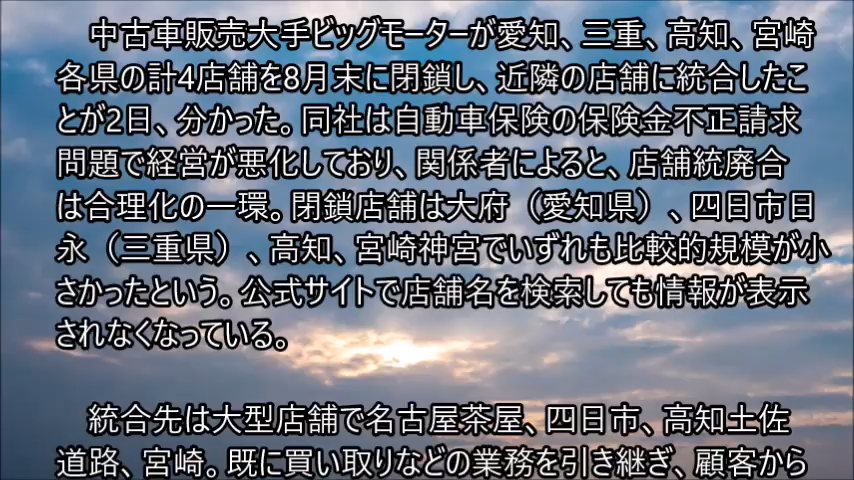 中古車販売大手ビッグモーターが愛知、三重、高知、宮崎
各県の計4店舗を8月末に閉鎖し、近隣の店舗に統合したこ
とが2日、分かった。同社は自動車保険の保険金不正請求
問題で経営が悪化しており、関係者によると、店舗統廃合
は合理化の一環。閉鎖店舗は大府（愛知県）、四日市日
永（三重県）、高知、宮崎神宮でいずれも比較的規模が小
さかったという。公式サイトで店舗名を検索しても情報が表示
されなくなっている。
統合先は大型店舗で名古屋茶屋、四日市、高知土佐
道路、宮崎。既に買い取りなどの業務を引き継ぎ、顧客から